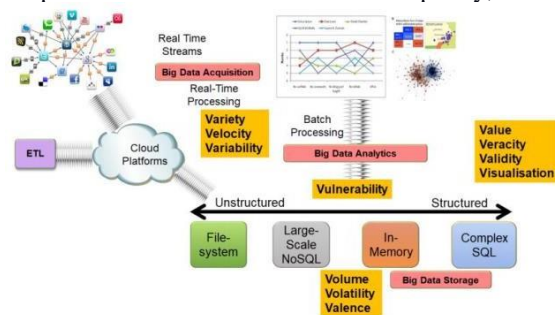 Real Time
Streams
Big Data Acquisition
Real-Time
Processing
Variety
Velocity
Variability
ETL
Cloud
Platforms
Batch
Processing
Big Data Analytics
Vulnerability
Value
Veracity
Validity
Visualisation
Unstructured
Structured
File-
system
Large-
Scale
NoSQL
In-
Memory
Complex
SQL
Volume
Volatility
Valence
Big Data Storage